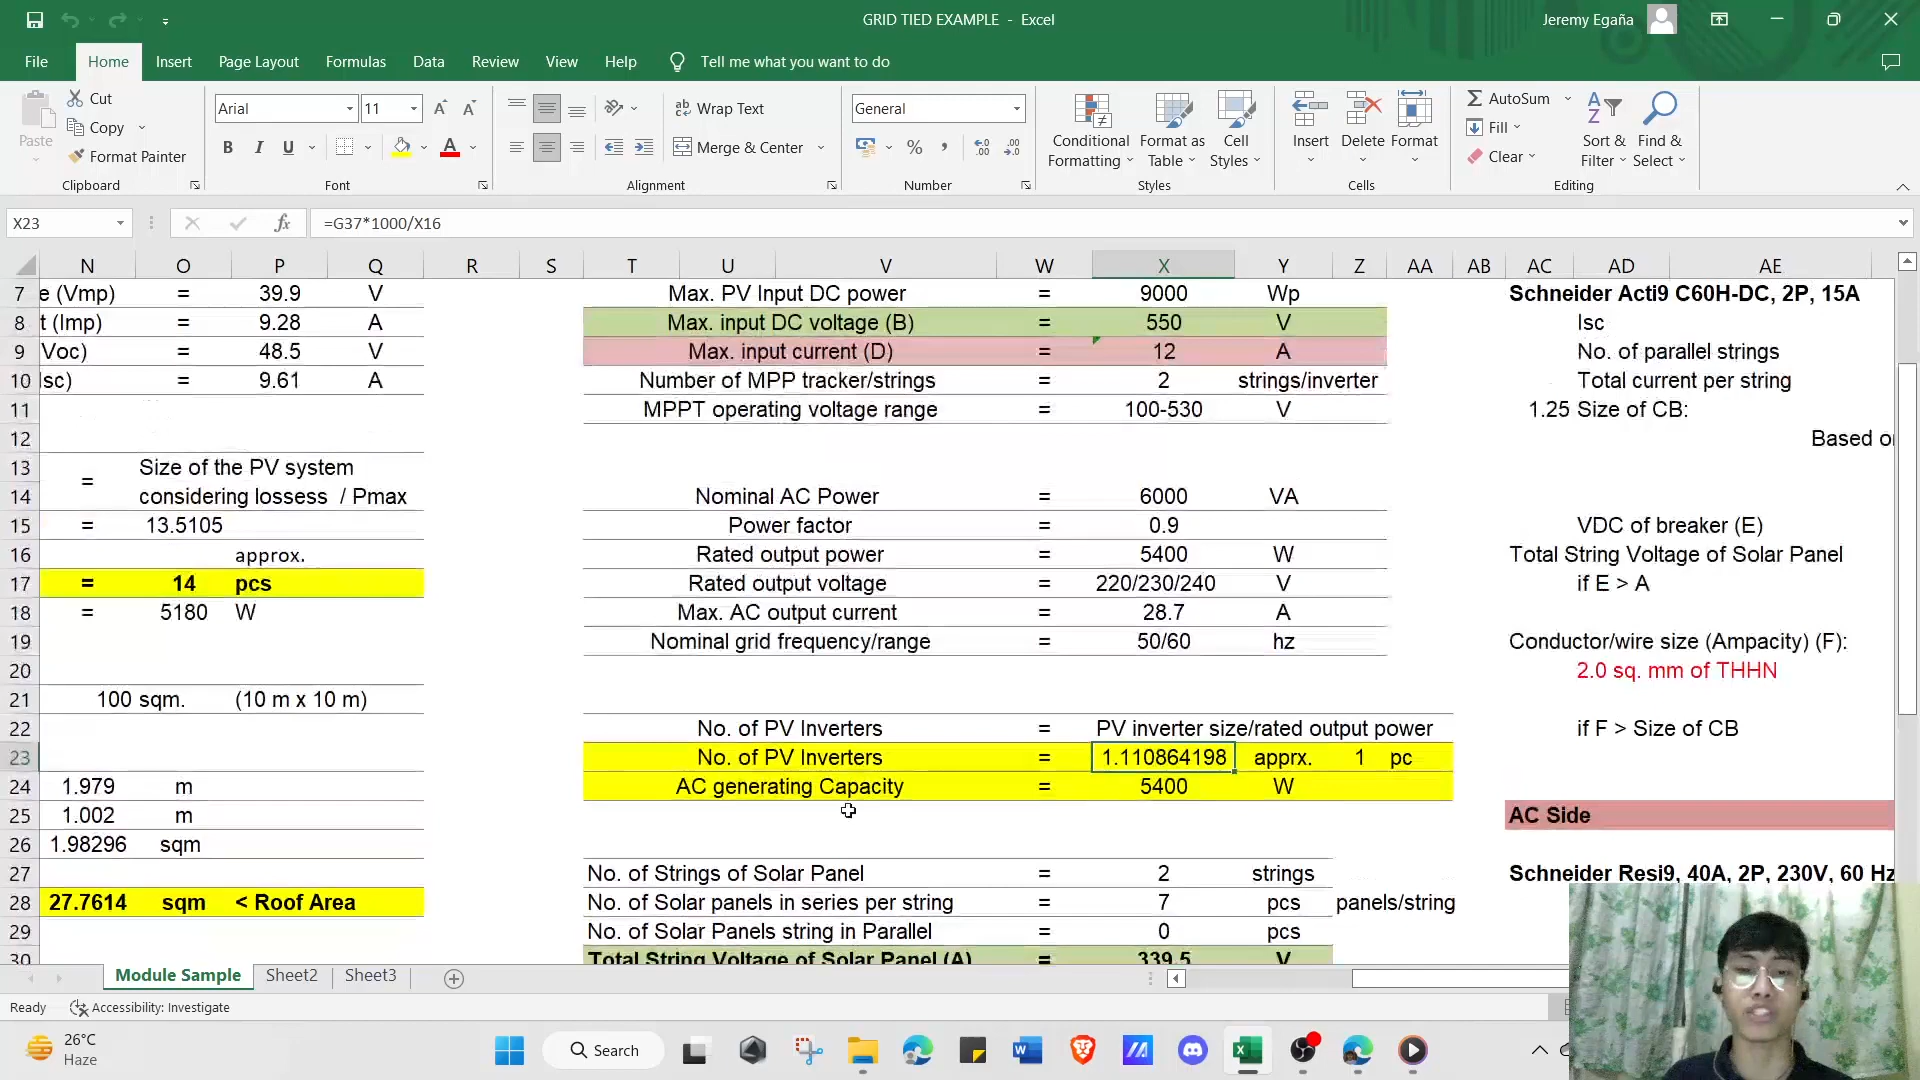 GRID TIED EXAMPLE - Excel
Jeremy Egaña
File Home Insert Page Layout Formulas Data Review View Help Tell me what you want to do
Paste
Cut
Copy
Format Painter
Clipboard
Arial 11
B I U
Font
Wrap Text
Merge & Center
Alignment
General
Number
Conditional Formatting
Format as Table
Cell Styles
Styles
Insert Delete Format
Cells
AutoSum
Fill
Clear
Sort & Filter
Find & Select
Editing
X23 fx =G37*1000/X16
N O P Q R S T U V W X Y Z AA AB AC AD AE
7 e (Vmp) = 39.9 V Max. PV Input DC power = 9000 Wp Schneider Acti9 C60H-DC, 2P, 15A
8 t (Imp) = 9.28 A Max. input DC voltage (B) = 550 V Isc
9 Voc) = 48.5 V Max. input current (D) = 12 A No. of parallel strings
10 Isc) = 9.61 A Number of MPP tracker/strings = 2 strings/inverter Total current per string
11 MPPT operating voltage range = 100-530 V 1.25 Size of CB:
12 Based
13 = Size of the PV system
14 considering lossess / Pmax Nominal AC Power = 6000 VA
15 = 13.5105 Power factor = 0.9 VDC of breaker (E)
16 approx. Rated output power = 5400 W Total String Voltage of Solar Panel
17 = 14 pcs Rated output voltage = 220/230/240 V if E > A
18 = 5180 W Max. AC output current = 28.7 A
19 Nominal grid frequency/range = 50/60 hz Conductor/wire size (Ampacity) (F):
20 2.0 sq. mm of THHN
21 100 sqm. (10 m x 10 m)
22 No. of PV Inverters = PV inverter size/rated output power if F > Size of CB
23 No. of PV Inverters = 1.110864198 apprx. 1 pc
24 1.979 m AC generating Capacity = 5400 W
25 1.002 m AC Side
26 1.98296 sqm
27 No. of Strings of Solar Panel = 2 strings Schneider Resi9, 40A, 2P, 230V, 60 Hz
28 27.7614 sqm < Roof Area No. of Solar panels in series per string = 7 pcs panels/string
29 No. of Solar Panels string in Parallel = 0 pcs
30 Total String Voltage of Solar Panel (A) = 339.5 V
Module Sample Sheet2 Sheet3
Ready Accessibility: Investigate
26°C
Haze
Search